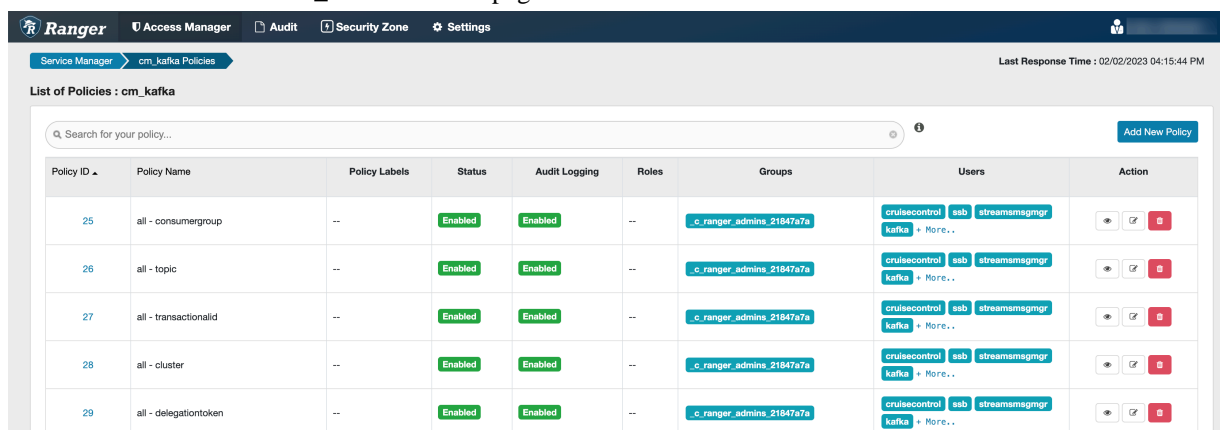 Ranger Access Manager Audit Security Zone Settings
Service Manager cm_kafka Policies Last Response Time : 02/02/2023 04:15:44 PM
List of Policies : cm_kafka
Search for your policy... Add New Policy
Policy ID Policy Name Policy Labels Status Audit Logging Roles Groups Users Action
25 all - consumergroup -- Enabled Enabled -- _c_ranger_admins_21847a7a cruisecontrol ssb streamsmsgmgr
kafka + More..
26 all - topic -- Enabled Enabled -- _c_ranger_admins_21847a7a cruisecontrol ssb streamsmsgmgr
kafka + More..
27 all - transactionalid -- Enabled Enabled -- _c_ranger_admins_21847a7a cruisecontrol ssb streamsmsgmgr
kafka + More..
28 all - cluster -- Enabled Enabled -- _c_ranger_admins_21847a7a cruisecontrol ssb streamsmsgmgr
kafka + More..
29 all - delegationtoken -- Enabled Enabled -- _c_ranger_admins_21847a7a cruisecontrol ssb streamsmsgmgr
kafka + More..